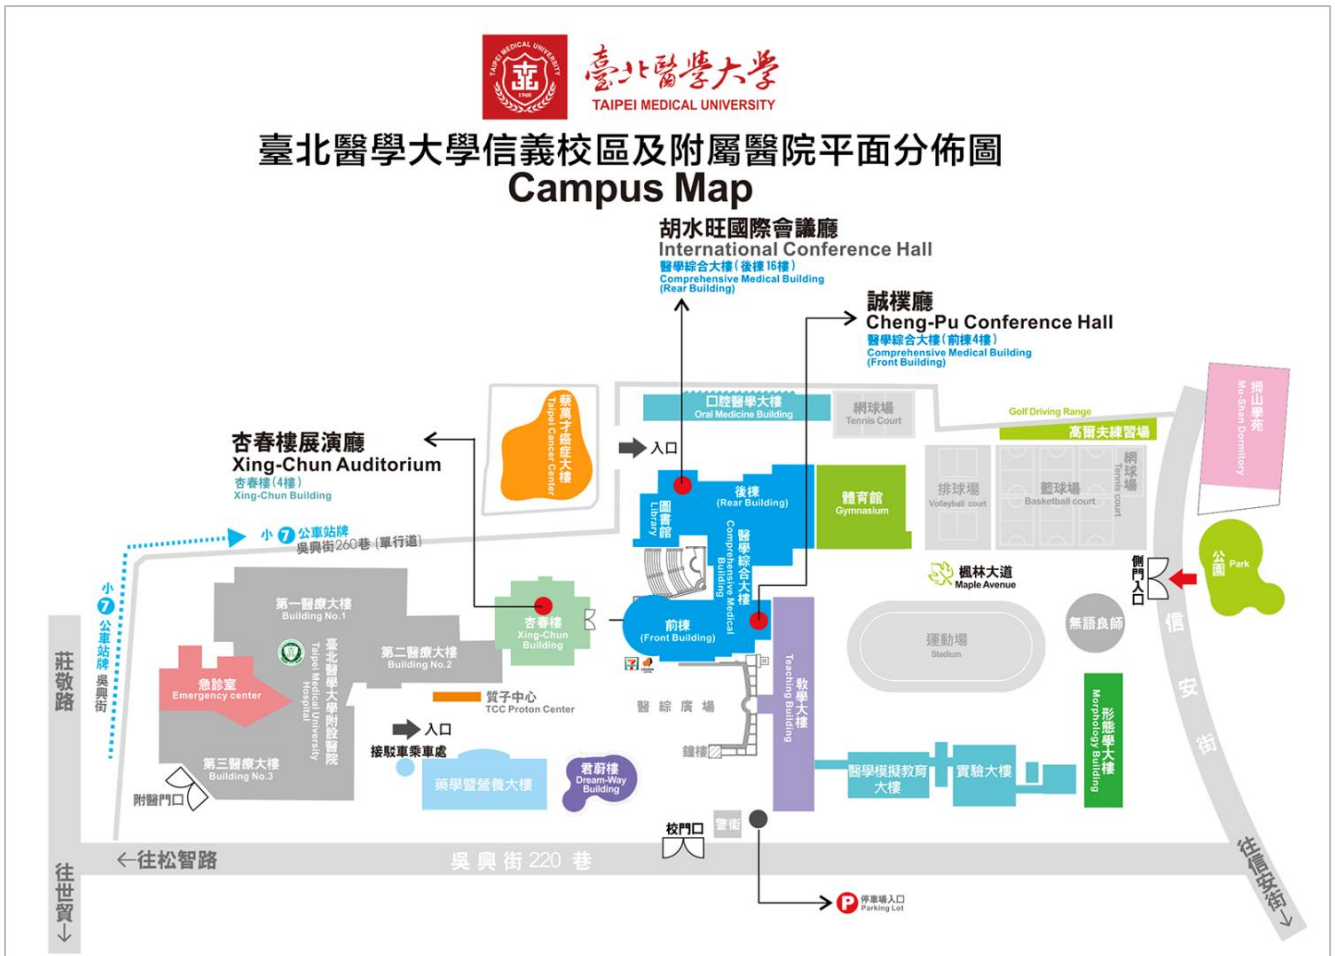 TAIPEI MEDICAL UNIVERSITY
1960
臺北醫學大學
TAIPEI MEDICAL UNIVERSITY
臺北醫學大學信義校區及附屬醫院平面分佈圖
Campus Map
胡水旺國際會議廳
International Conference Hall
醫學綜合大樓(後棟16樓)
Comprehensive Medical Building
(Rear Building)
誠樸廳
Cheng-Pu Conference Hall
醫學綜合大樓(前棟4樓)
Comprehensive Medical Building
(Front Building)
杏春樓展演廳
Xing-Chun Auditorium
杏春樓(4樓)
Xing-Chun Building
蔡萬才癌症大樓
Taipei Cancer Center
入口
口腔醫學大樓
Oral Medicine Building
網球場
Tennis Court
Golf Driving Range
高爾夫練習場
拇山學苑
Mu-Shan Dormitory
圖書館
Library
後棟
(Rear Building)
醫學綜合大樓
Comprehensive Medical
Building
體育館
Gymnasium
排球場
Volleyball court
籃球場
Basketball court
網球場
Tennis court
小 7 公車站牌
吳興街260巷 (單行道)
小
7
公車站牌 吳興街
第一醫療大樓
Building No.1
第二醫療大樓
Building No.2
臺北醫學大學附設醫院
Taipei Medical University
Hospital
急診室
Emergency center
第三醫療大樓
Building No.3
附醫門口
杏春樓
Xing-Chun
Building
前棟
(Front Building)
7
質子中心
TCC Proton Center
入口
接駁車乘車處
藥學暨營養大樓
君蔚樓
Dream-Way
Building
醫綜廣場
鐘樓
教學大樓
Teaching Building
楓林大道
Maple Avenue
側門入口
公園
Park
運動場
Stadium
無語良師
醫學模擬教育
大樓
實驗大樓
形態學大樓
Morphology Building
信安街
莊敬路
往世貿→
←往松智路
吳興街220 巷
校門口
警衛
往信安街→
P
停車場入口
Parking Lot